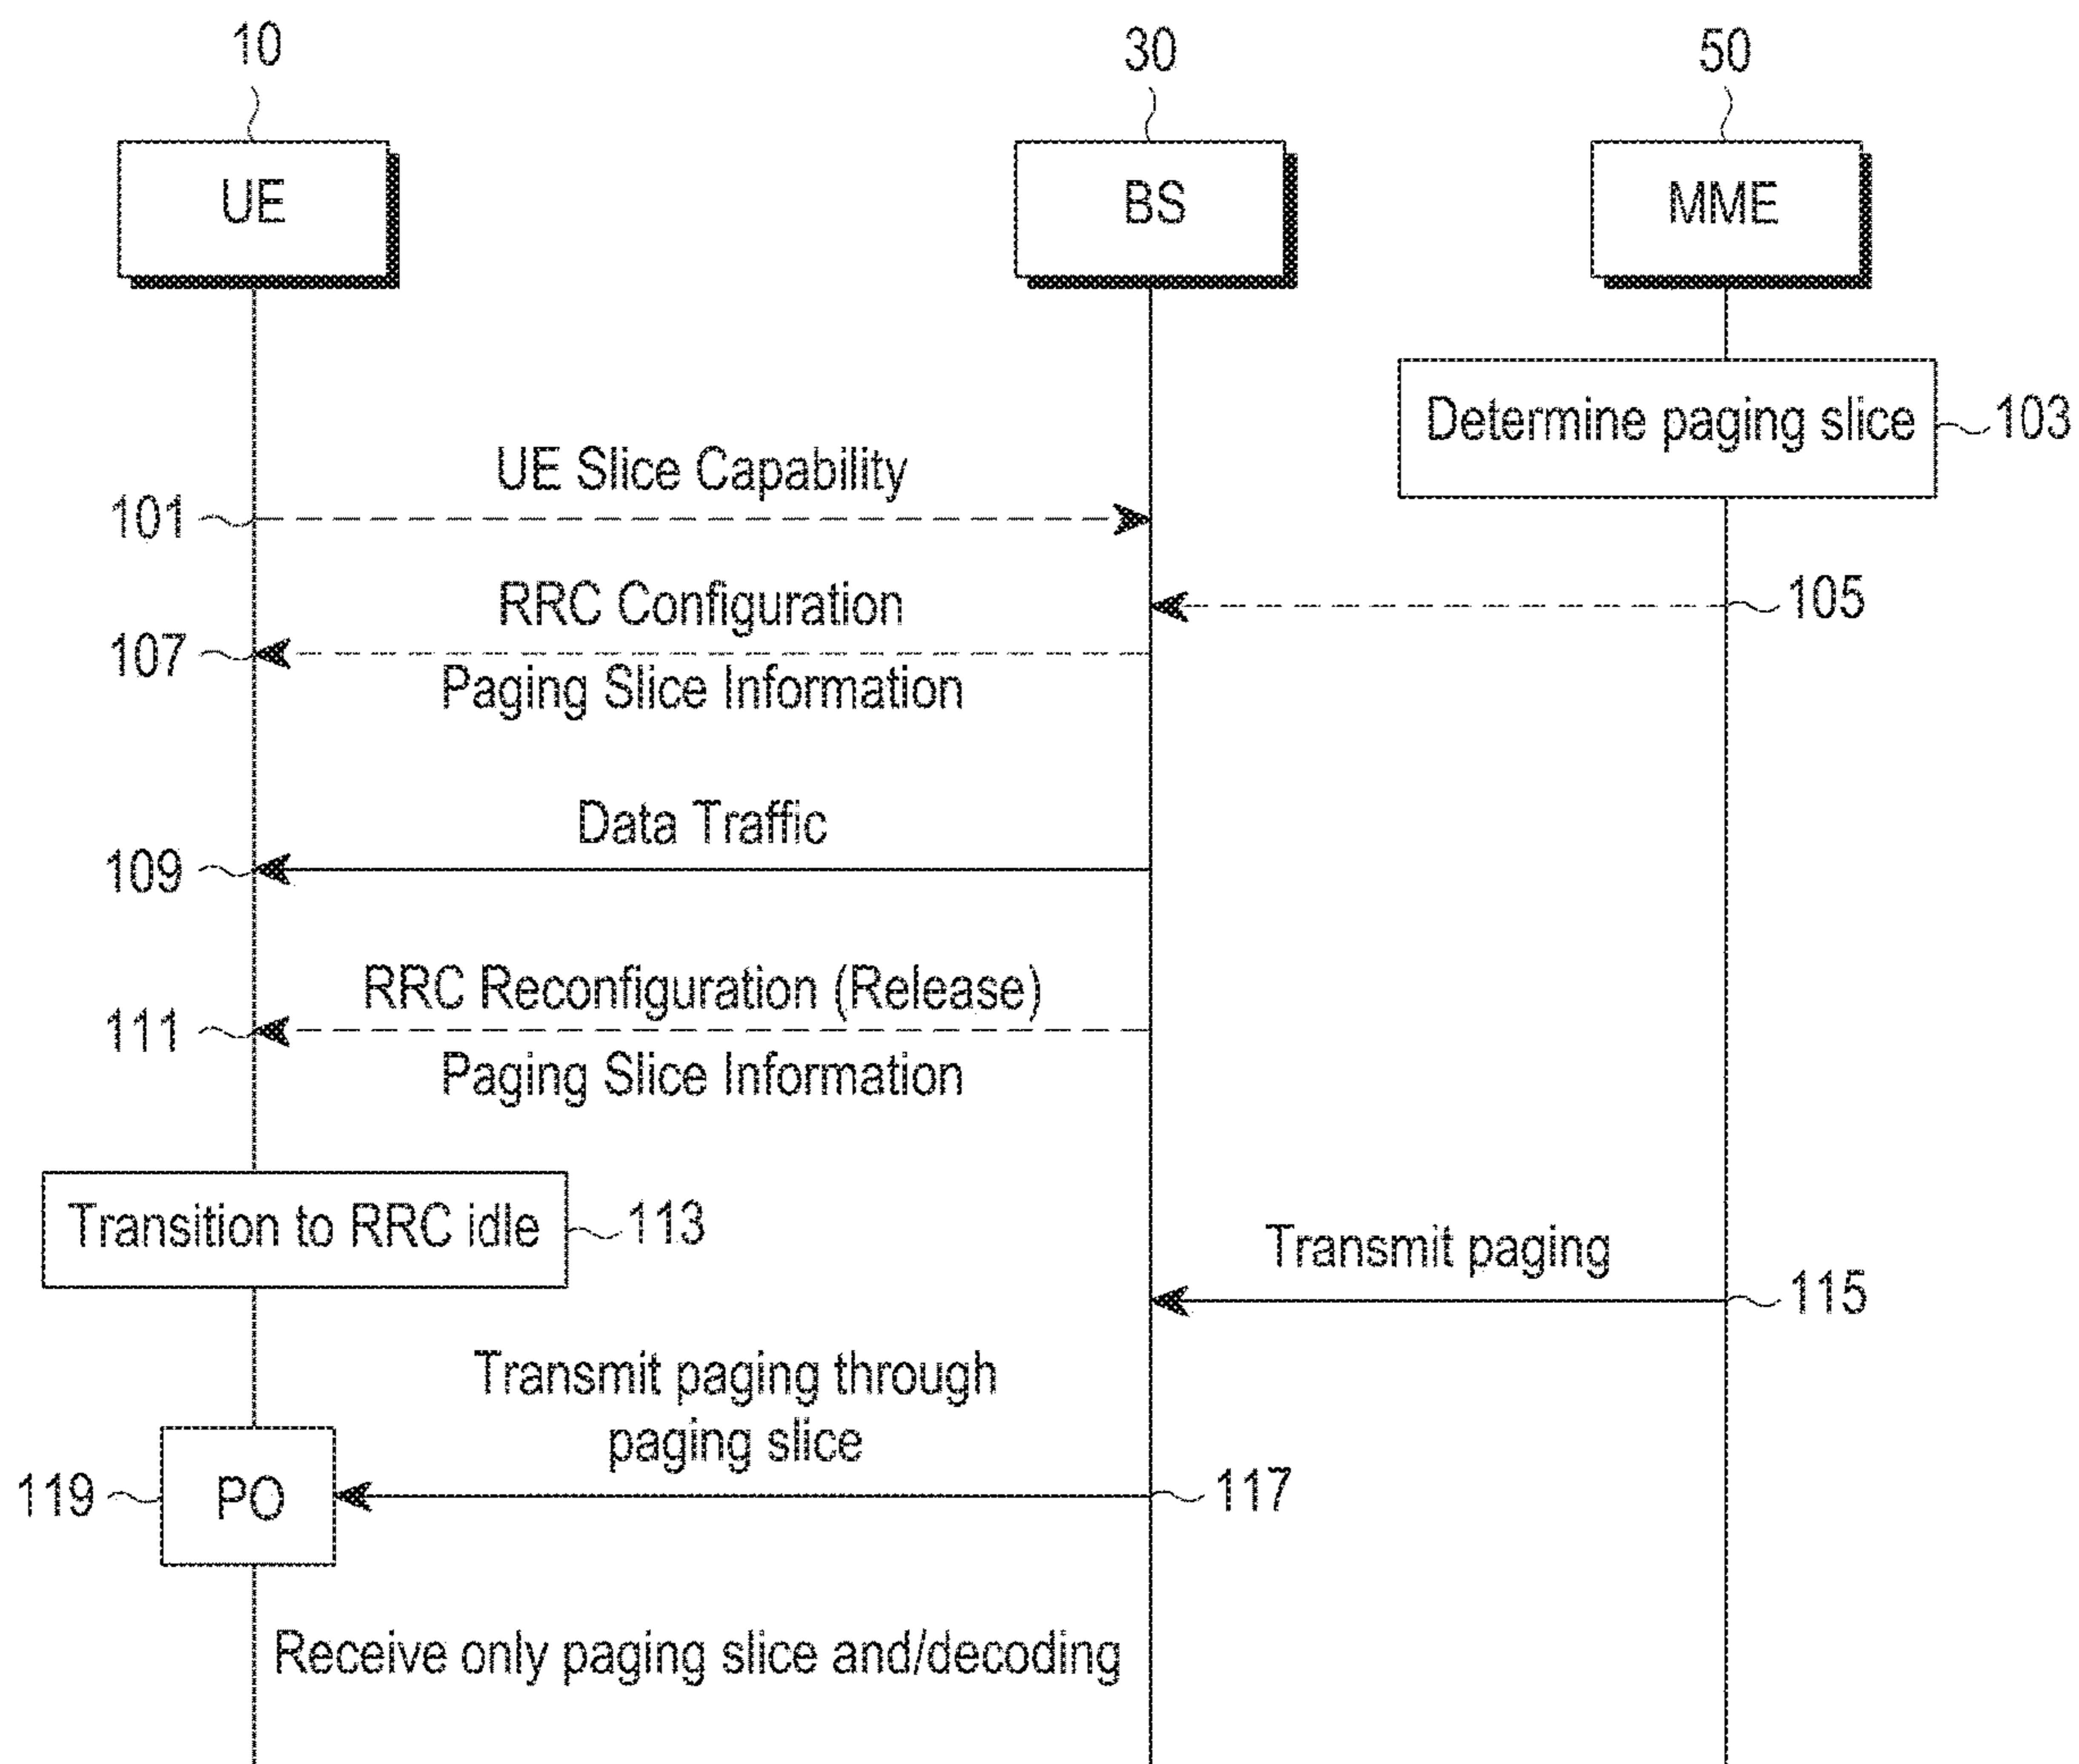 10
30
50
UE
BS
MME
Determine paging slice
103
UE Slice Capability
101
RRC Configuration
105
107
Paging Slice Information
Data Traffic
109
RRC Reconfiguration (Release)
111
Paging Slice Information
Transition to RRC idle
113
Transmit paging
115
Transmit paging through
paging slice
119
PO
117
Receive only paging slice and/decoding